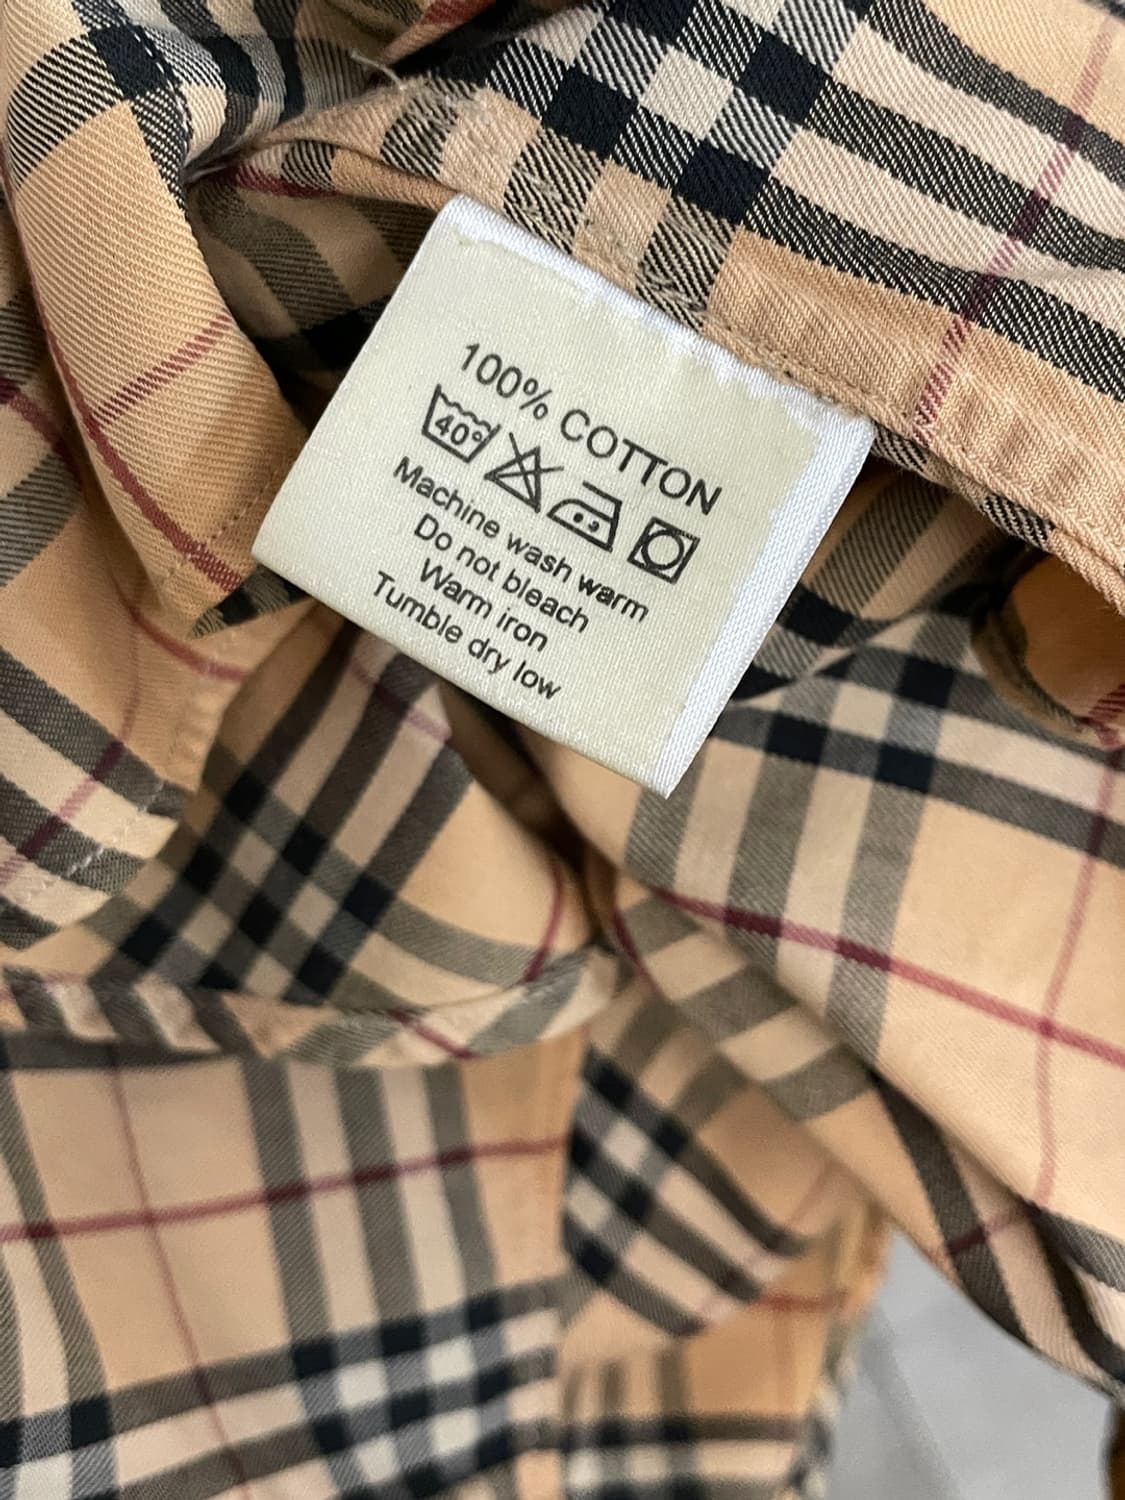 100% COTTON
40°
Machine wash warm
Do not bleach
Warm iron
Tumble dry low